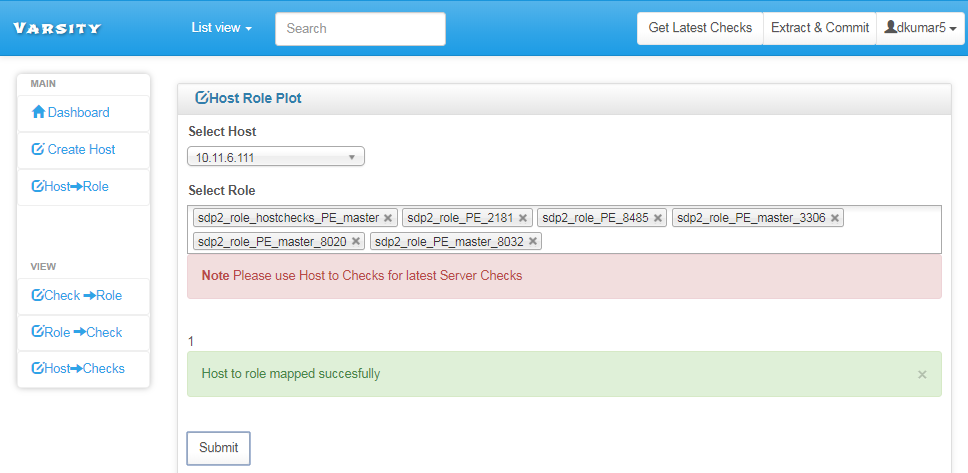 VARSITY List view Search Get Latest Checks Extract & Commit dkumar5
MAIN
Dashboard
Create Host
Host Role
VIEW
Check Role
Role Check
Host Checks
Host Role Plot
Select Host
10.11.6.111
Select Role
sdp2_role_hostchecks_PE_master × sdp2_role_PE_2181 × sdp2_role_PE_8485 × sdp2_role_PE_master_3306 ×
sdp2_role_PE_master_8020 × sdp2_role_PE_master_8032 ×
Note Please use Host to Checks for latest Server Checks
1
Host to role mapped succesfully ×
Submit